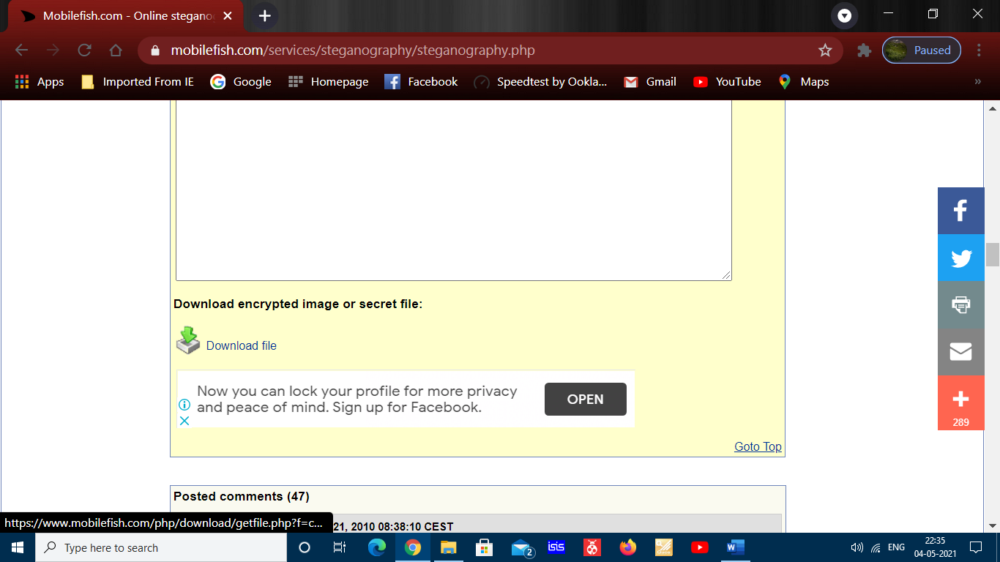 Mobilefish.com - Online stegano
mobilefish.com/services/steganography/steganography.php
Paused
Apps
Imported From IE
Google
Homepage
Facebook
Speedtest by Ookla...
Gmail
YouTube
Maps
»
Download encrypted image or secret file:
Download file
Now you can lock your profile for more privacy
and peace of mind. Sign up for Facebook.
OPEN
Goto Top
289
Posted comments (47)
21, 2010 08:38:10 CEST
https://www.mobilefish.com/php/download/getfile.php?f=c...
Type here to search
2
isis
W
ENG
22:35
04-05-2021